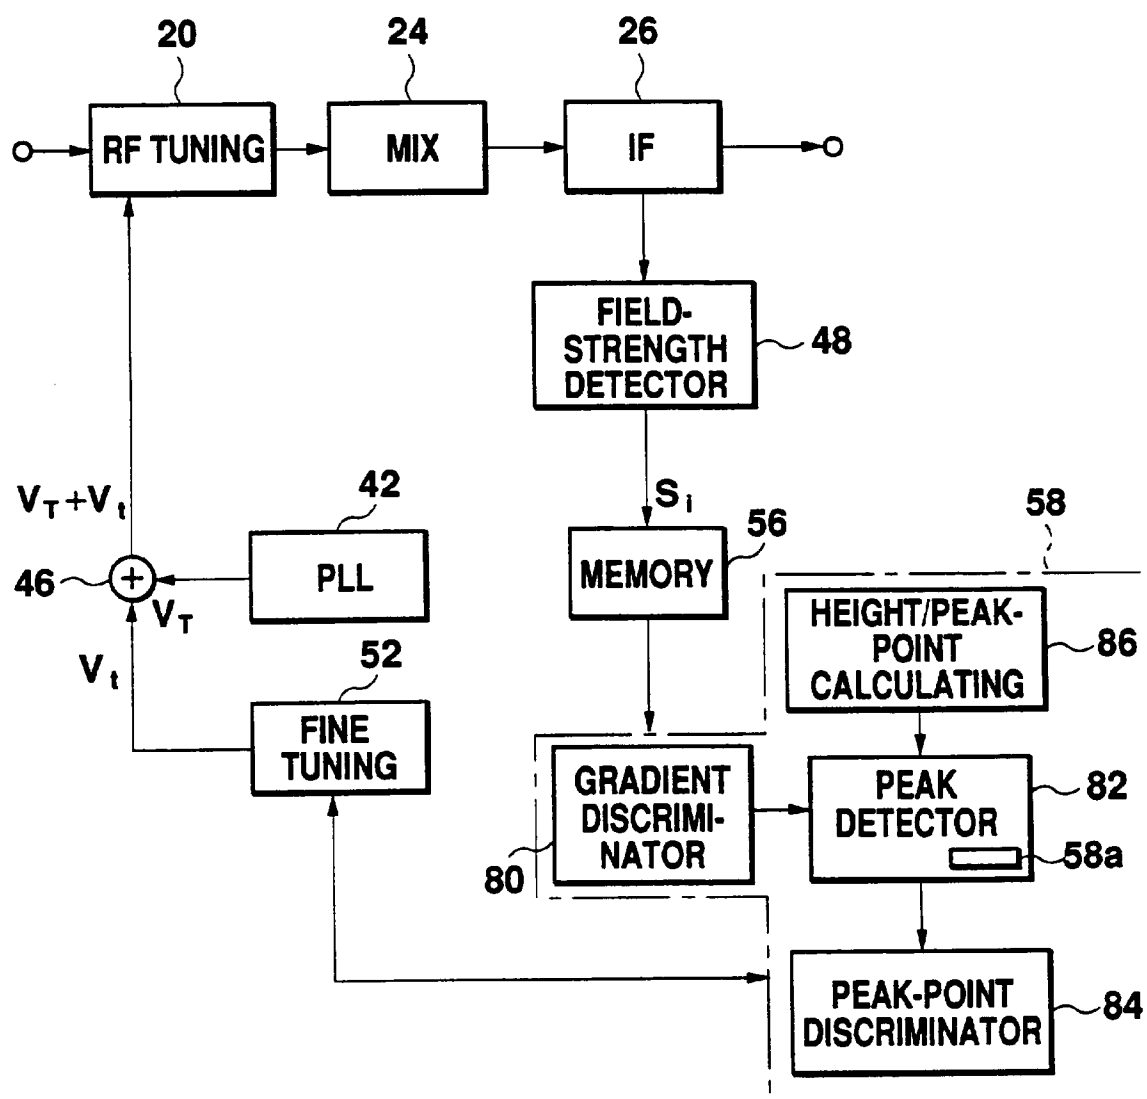 20
24
26
RF TUNING
MIX
IF
FIELD-
STRENGTH
DETECTOR
48
S i
V T + V t
42
PLL
46
+
V T
56
MEMORY
58
V t
52
FINE
TUNING
HEIGHT/PEAK-
POINT
CALCULATING
86
GRADIENT
DISCRIMI-
NATOR
80
PEAK
DETECTOR
82
58a
PEAK-POINT
DISCRIMINATOR
84